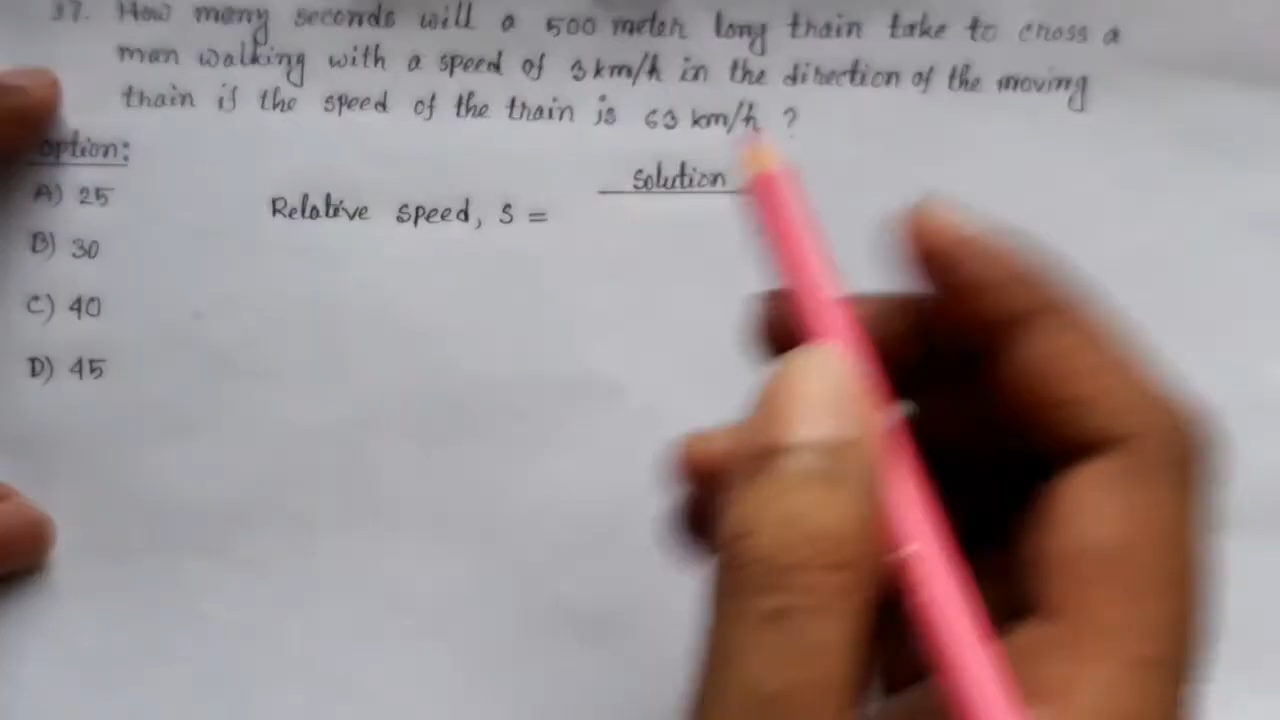 37. How many seconds will a 500 meter long train take to cross a
man walking with a speed of 3 km/h in the direction of the moving
train if the speed of the train is 63 km/h ?
option:
Solution
A) 25
Relative speed, S =
B) 30
C) 40
D) 45